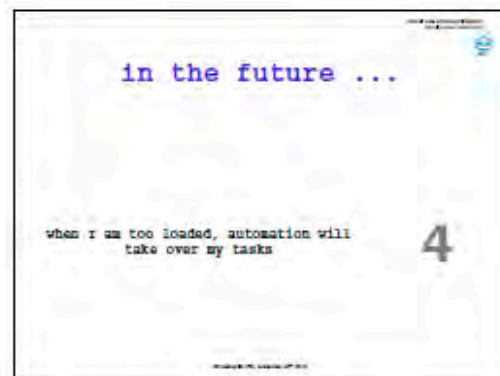 in the future ...
when I am too loaded, automation will
take over my tasks
4